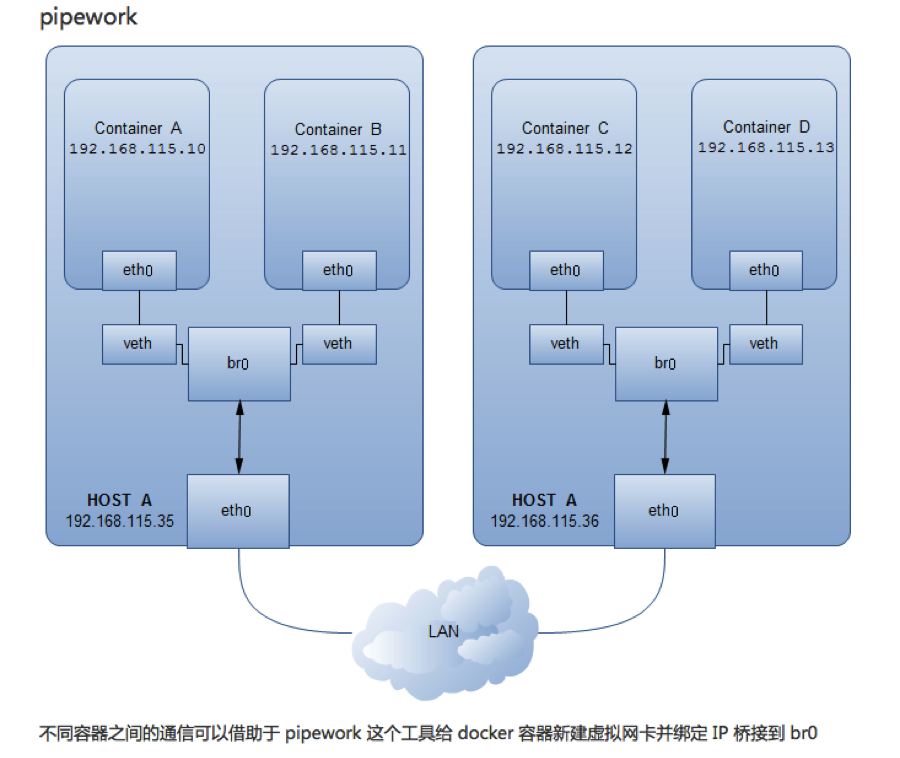 pipework
Container A
192.168.115.10
Container B
192.168.115.11
eth0
eth0
veth
br0
veth
HOST A
192.168.115.35
eth0
Container C
192.168.115.12
Container D
192.168.115.13
eth0
eth0
veth
br0
veth
HOST A
192.168.115.36
eth0
LAN
不同容器之间的通信可以借助于 pipework 这个工具给 docker 容器新建虚拟网卡并绑定 IP 桥接到 br0